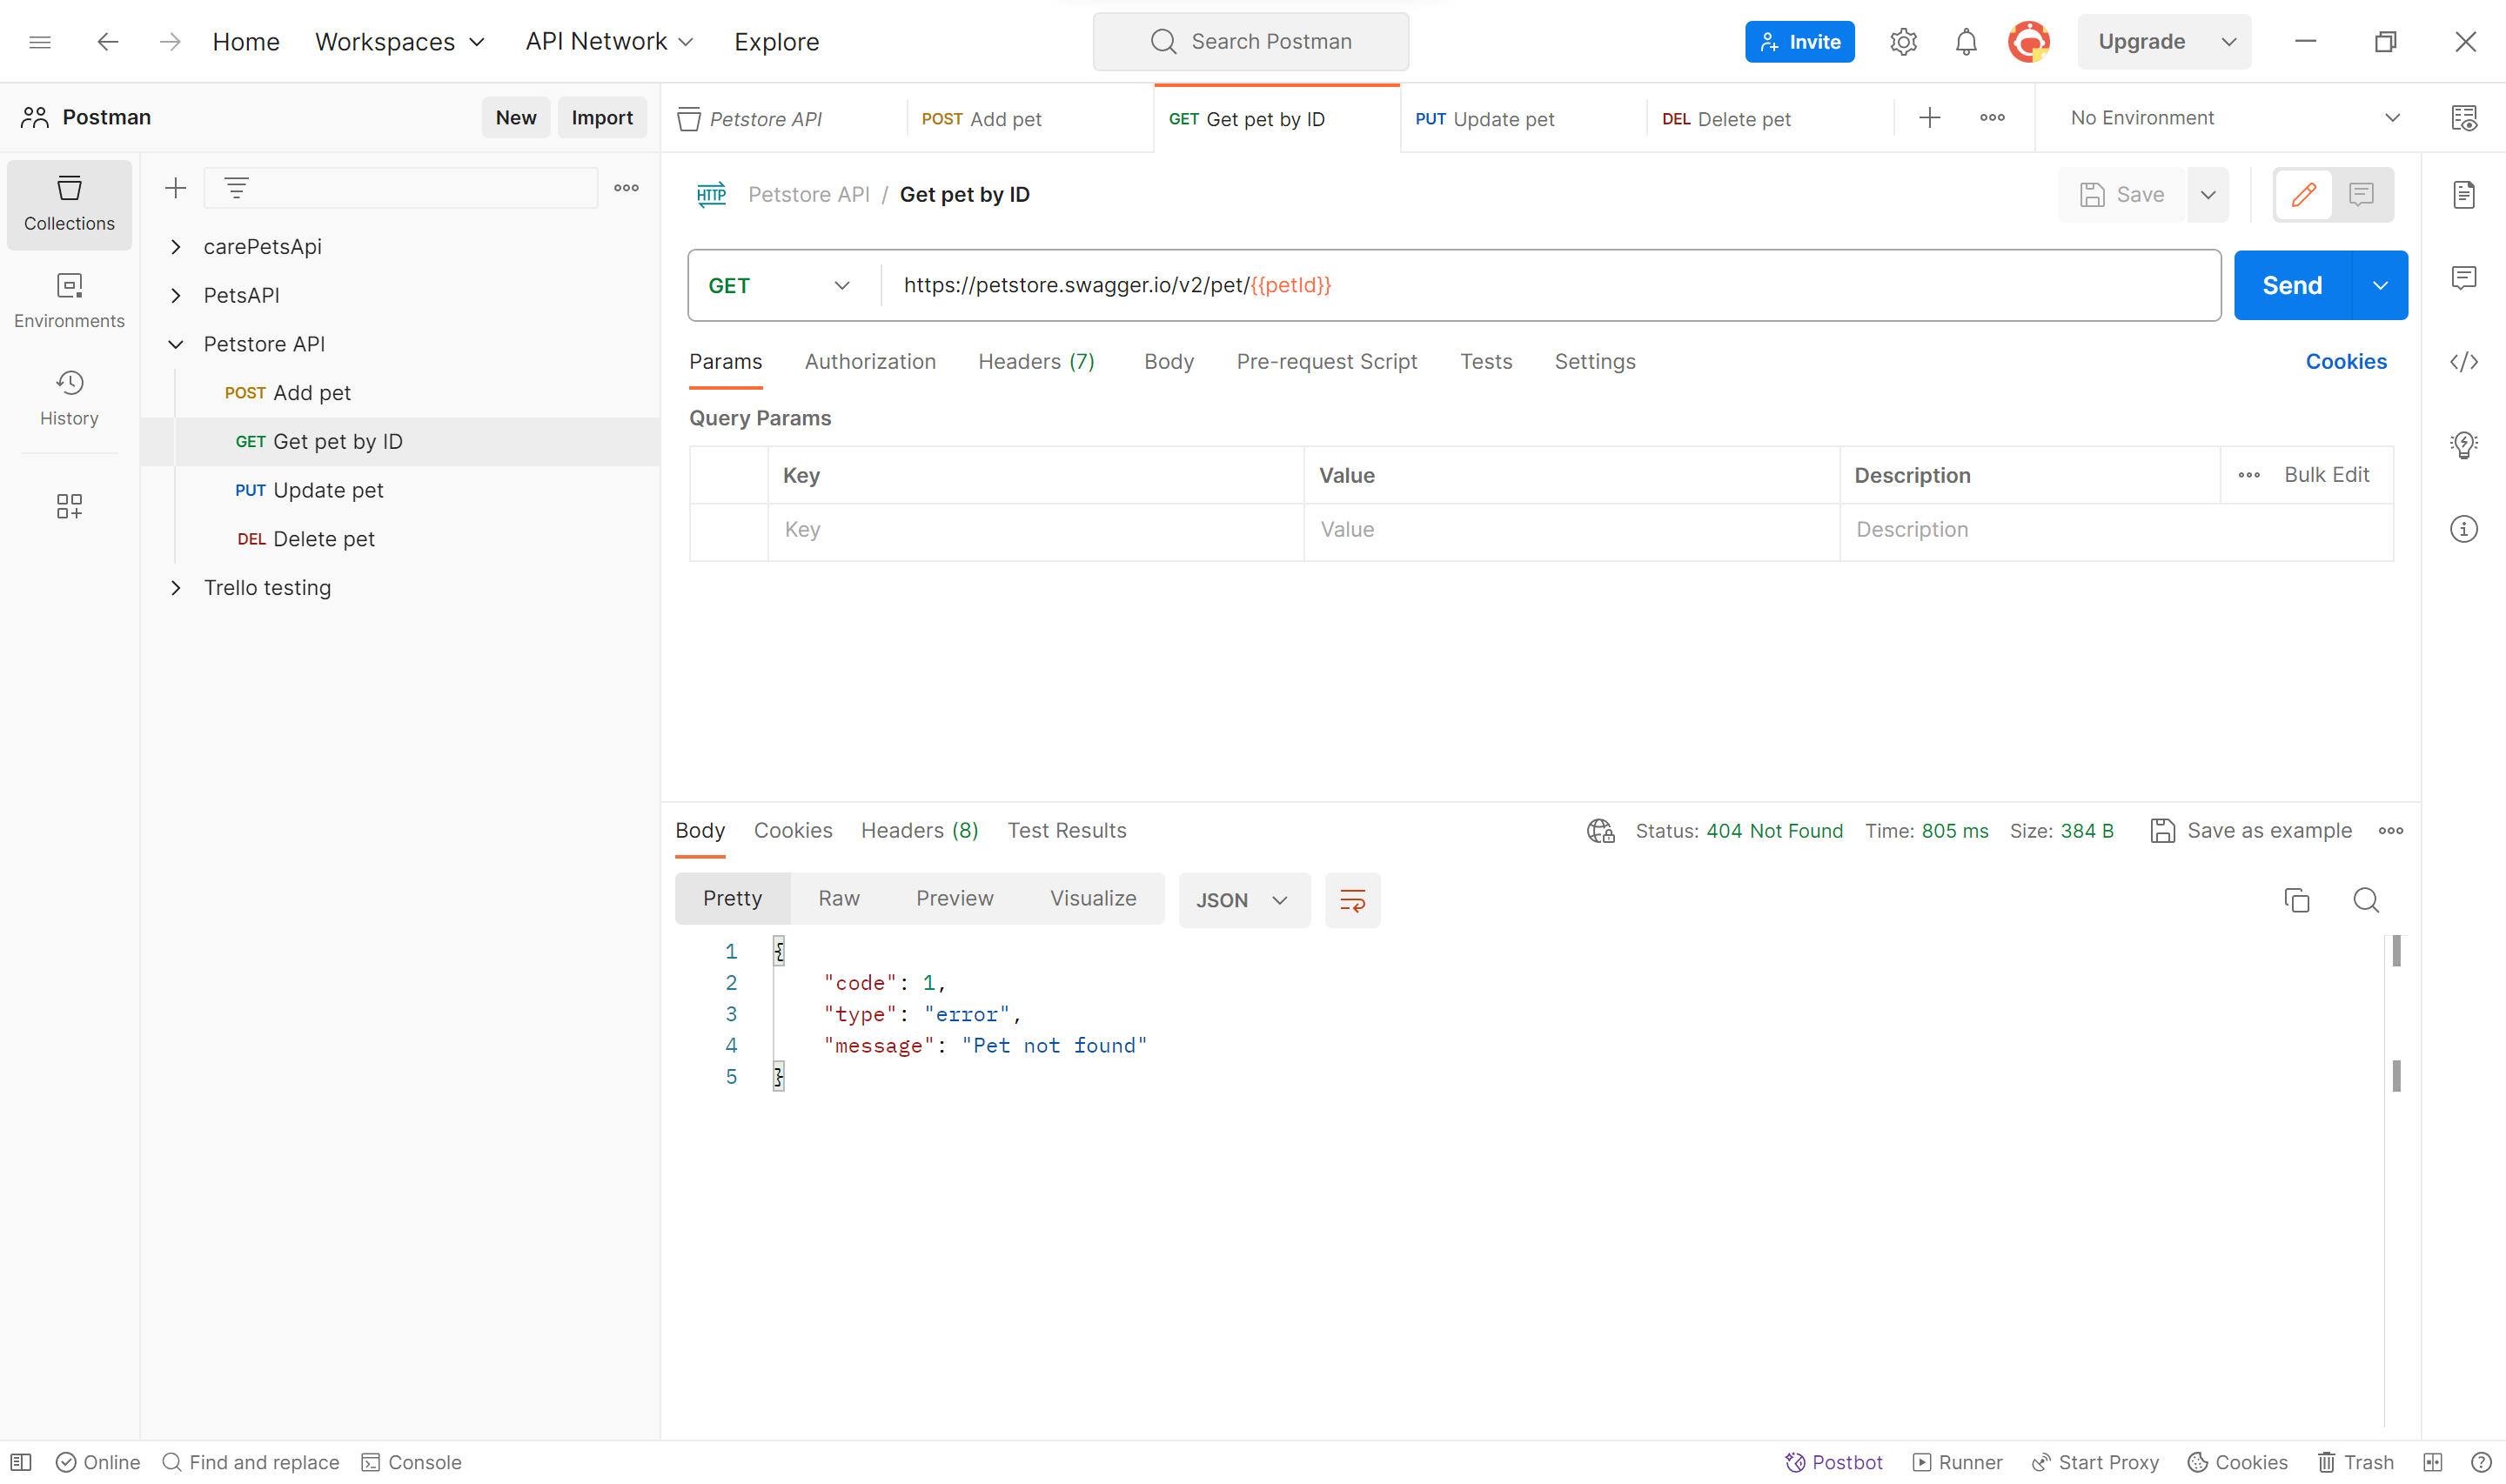 Home Workspaces API Network Explore Search Postman Invite Upgrade
Postman New Import Petstore API POST Add pet GET Get pet by ID PUT Update pet DEL Delete pet No Environment
Collections
Environments
History
carePetsApi
PetsAPI
Petstore API
POST Add pet
GET Get pet by ID
PUT Update pet
DEL Delete pet
Trello testing
HTTP Petstore API / Get pet by ID Save
GET https://petstore.swagger.io/v2/pet/{{petId}} Send
Params Authorization Headers (7) Body Pre-request Script Tests Settings Cookies
Query Params
Key Value Description Bulk Edit
Key Value Description
Body Cookies Headers (8) Test Results Status: 404 Not Found Time: 805 ms Size: 384 B Save as example
Pretty Raw Preview Visualize JSON
1 {
2 "code": 1,
3 "type": "error",
4 "message": "Pet not found"
5 }
Online Find and replace Console Postbot Runner Start Proxy Cookies Trash